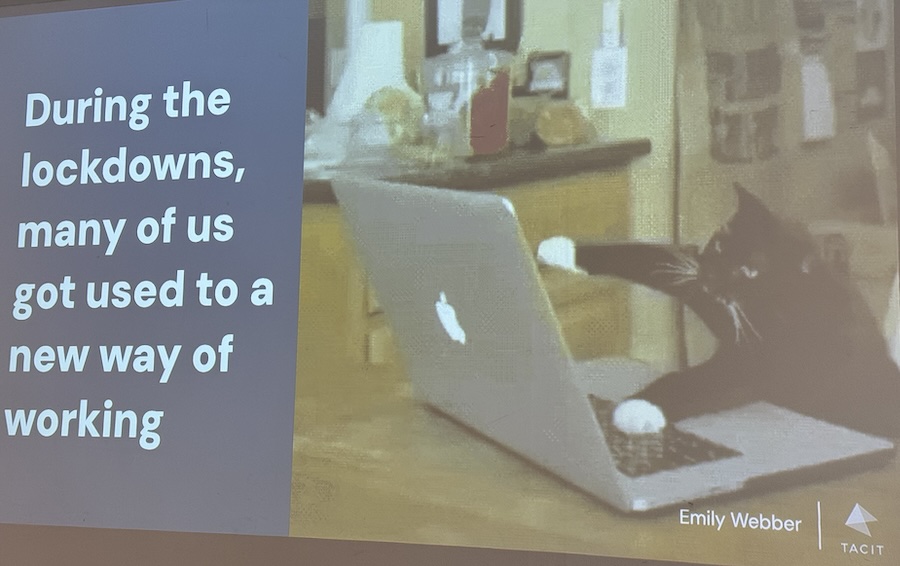 During the
lockdowns,
many of us
got used to a
new way of
working
Emily Webber
TACIT